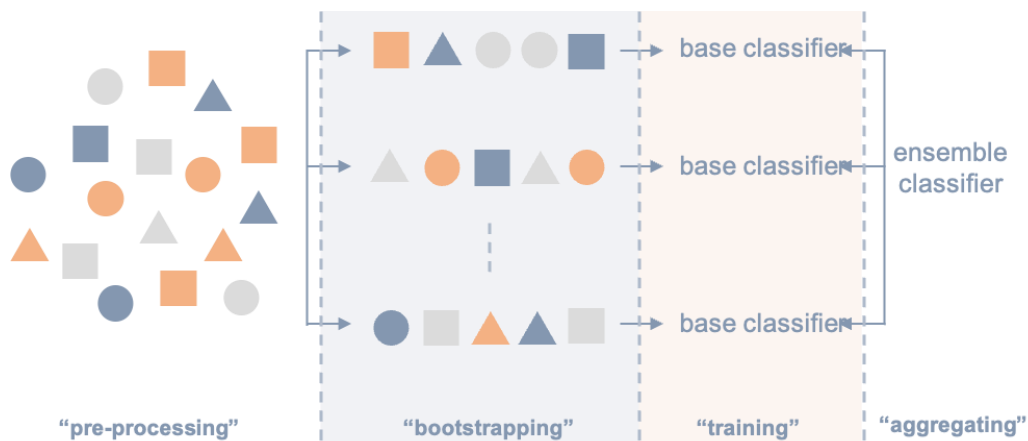 base classifier
base classifier
ensemble
classifier
base classifier
“pre-processing”
“bootstrapping”
“training”
“aggregating”